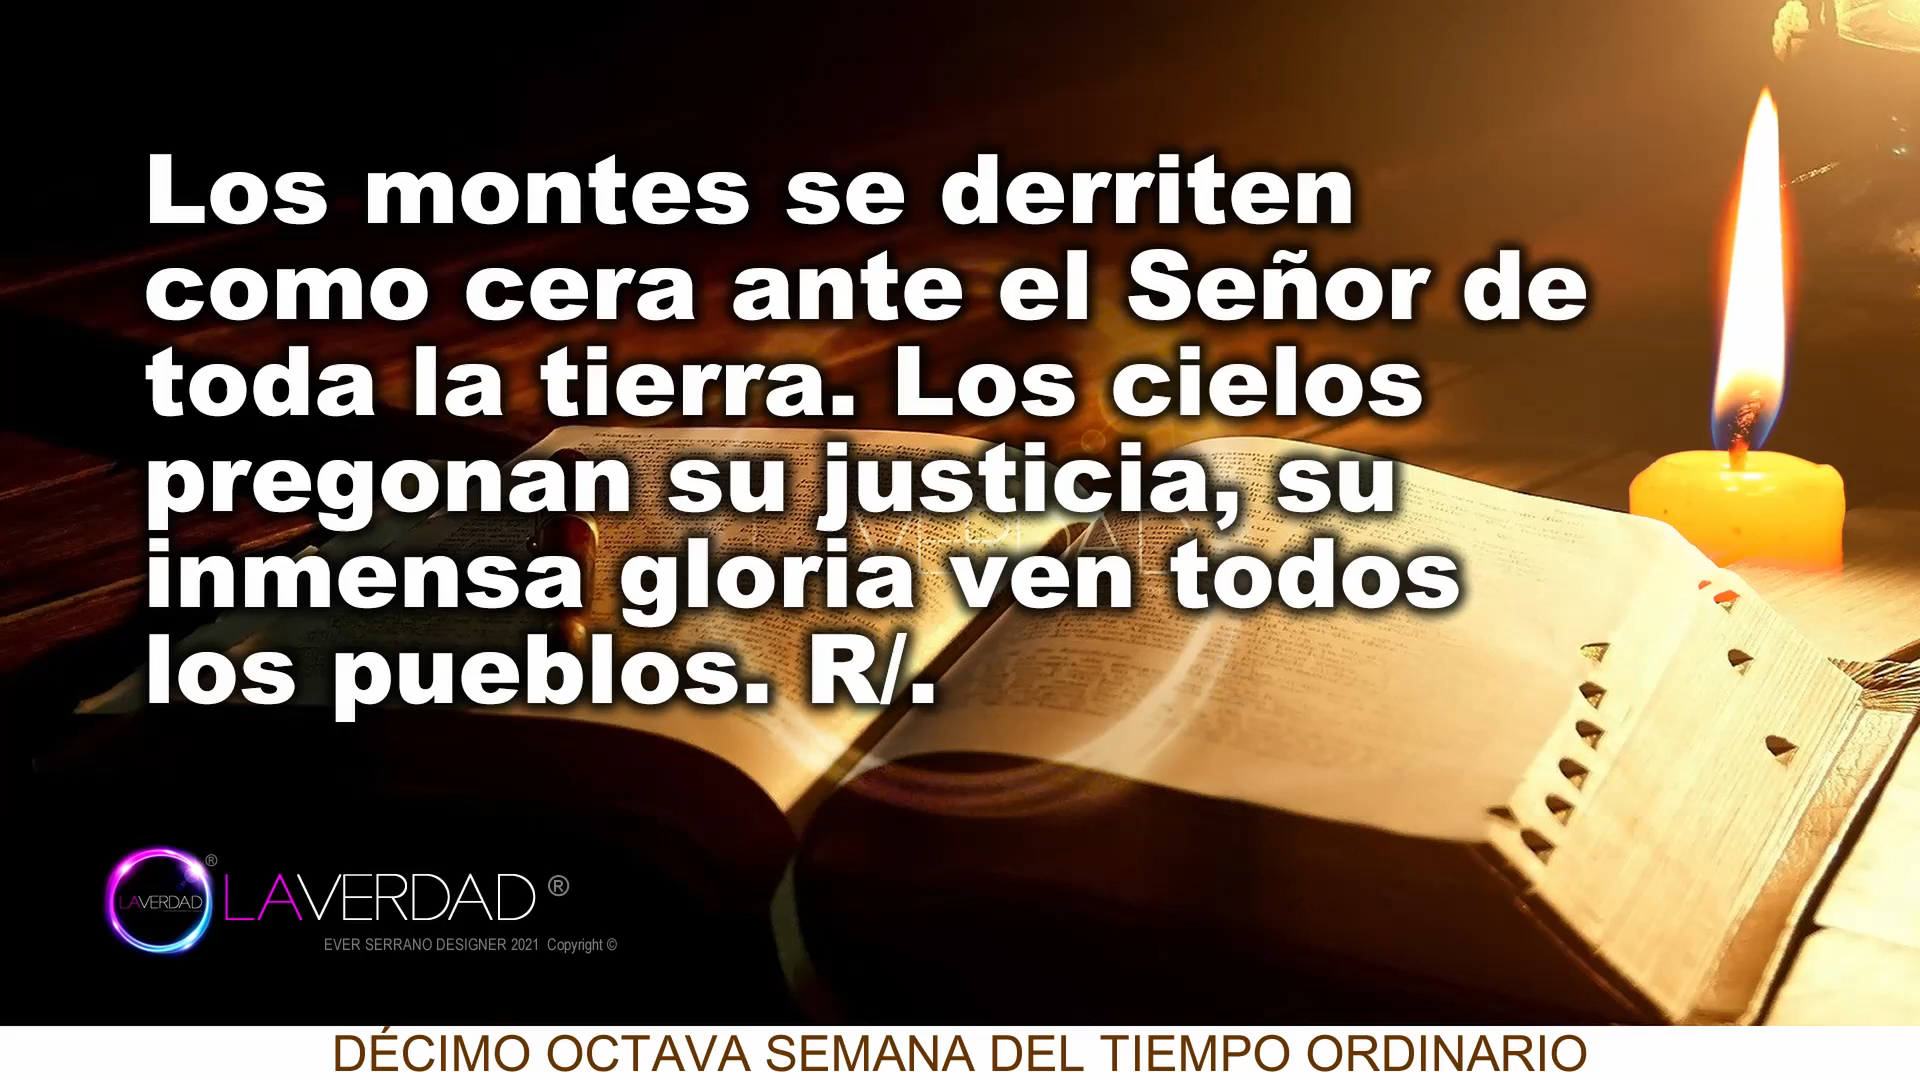 Los montes se derriten
como cera ante el Señor de
toda la tierra. Los cielos
pregonan su justicia, su
inmensa gloria ven todos
los pueblos. R/.
LAVERDAD ®
LAVERDAD ®
EVER SERRANO DESIGNER 2021 Copyright ©
DÉCIMO OCTAVA SEMANA DEL TIEMPO ORDINARIO